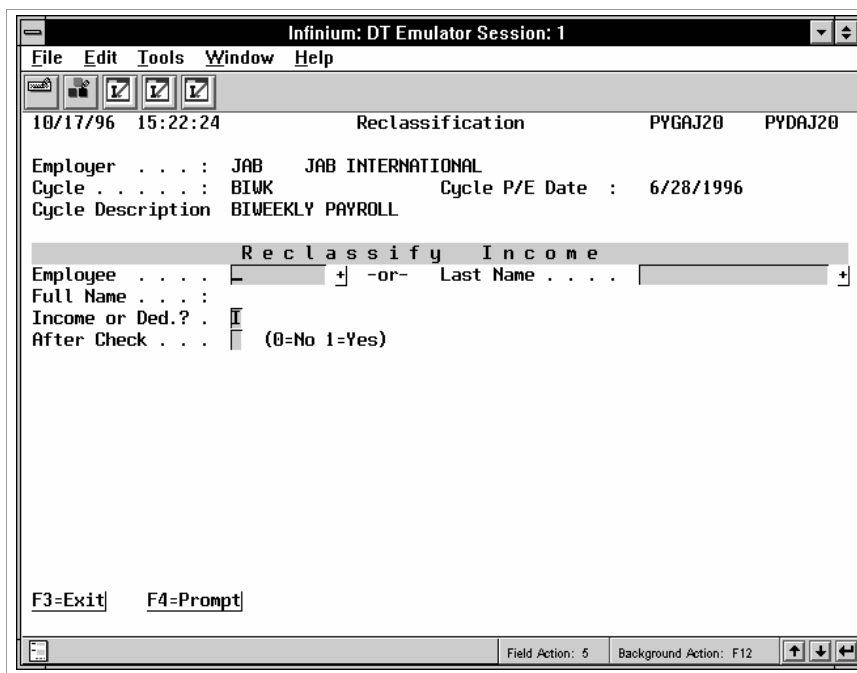 Infinium: DT Emulator Session: 1
File Edit Tools Window Help
10/17/96 15:22:24 Reclassification PYGAJ20 PYDAJ20
Employer . . . : JAB JAB INTERNATIONAL
Cycle . . . . . : BIWK Cycle P/E Date : 6/28/1996
Cycle Description BIWEEKLY PAYROLL
Reclassify Income
Employee . . . . _ + -or- Last Name . . . . +
Full Name . . . :
Income or Ded.? . I
After Check . . . (0=No 1=Yes)
F3=Exit F4=Prompt
Field Action: 5 Background Action: F12